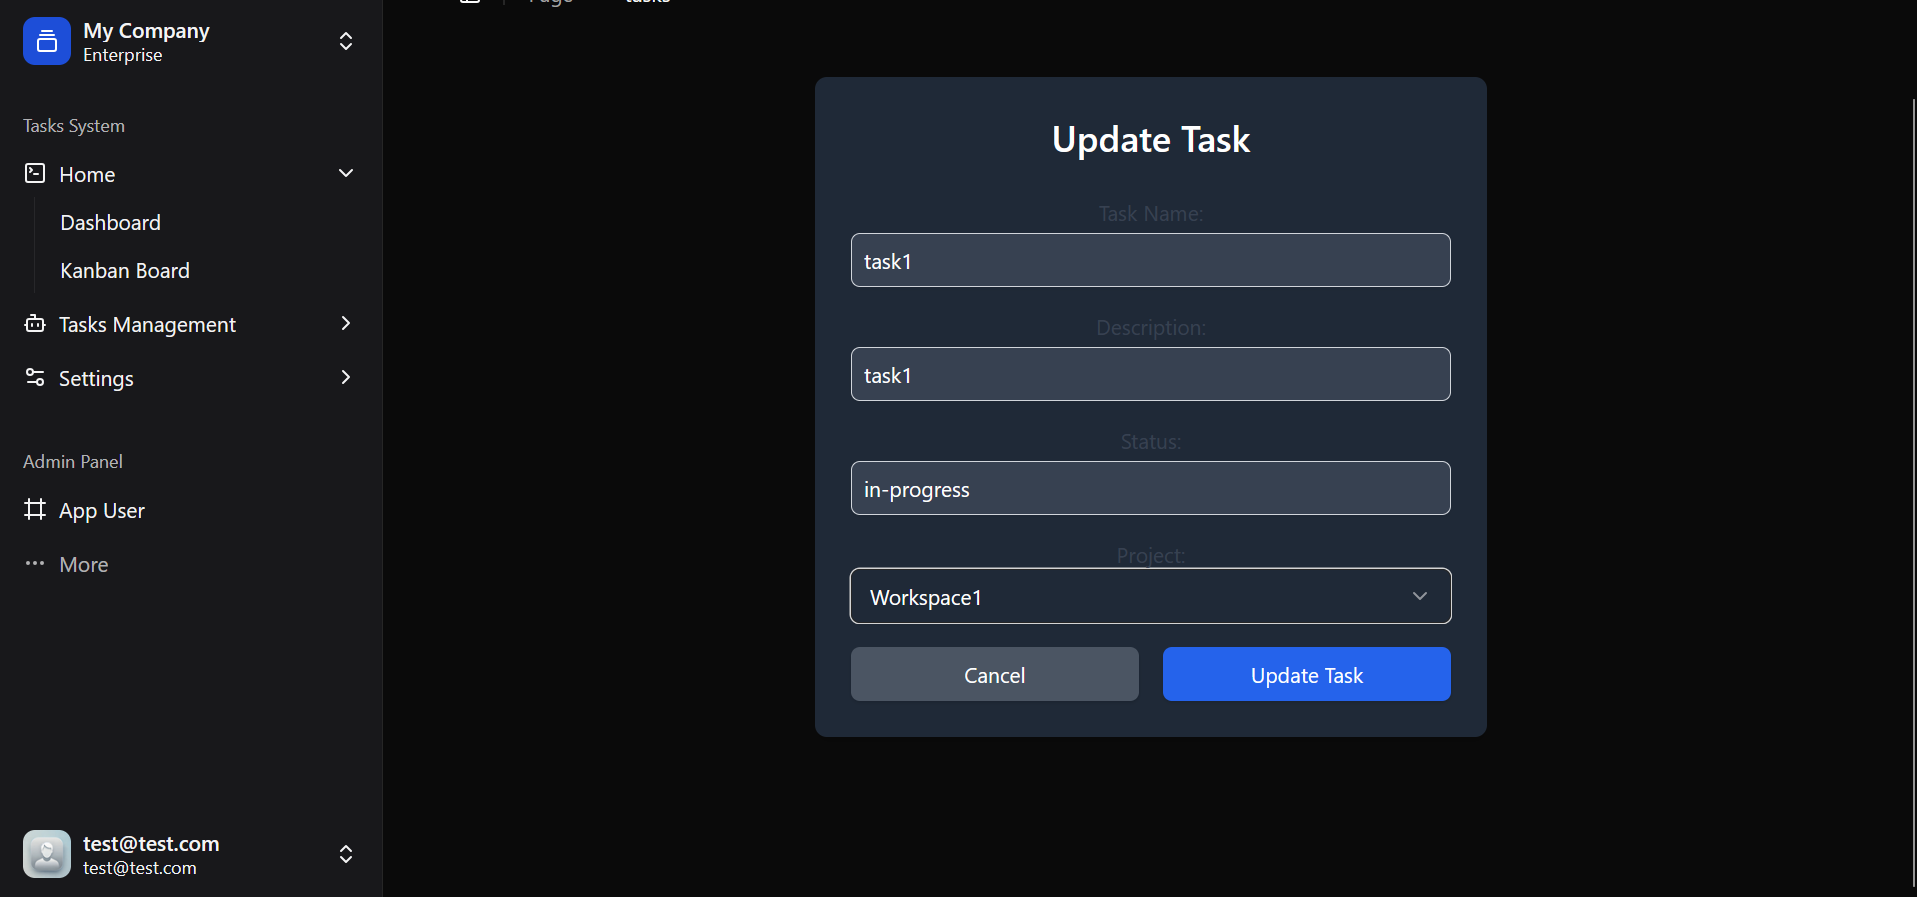 My Company
Enterprise
Tasks System
Home
Dashboard
Kanban Board
Tasks Management
Settings
Admin Panel
App User
More
test@test.com
test@test.com
Page
tasks
Update Task
Task Name:
task1
Description:
task1
Status:
in-progress
Project:
Workspace1
Cancel
Update Task